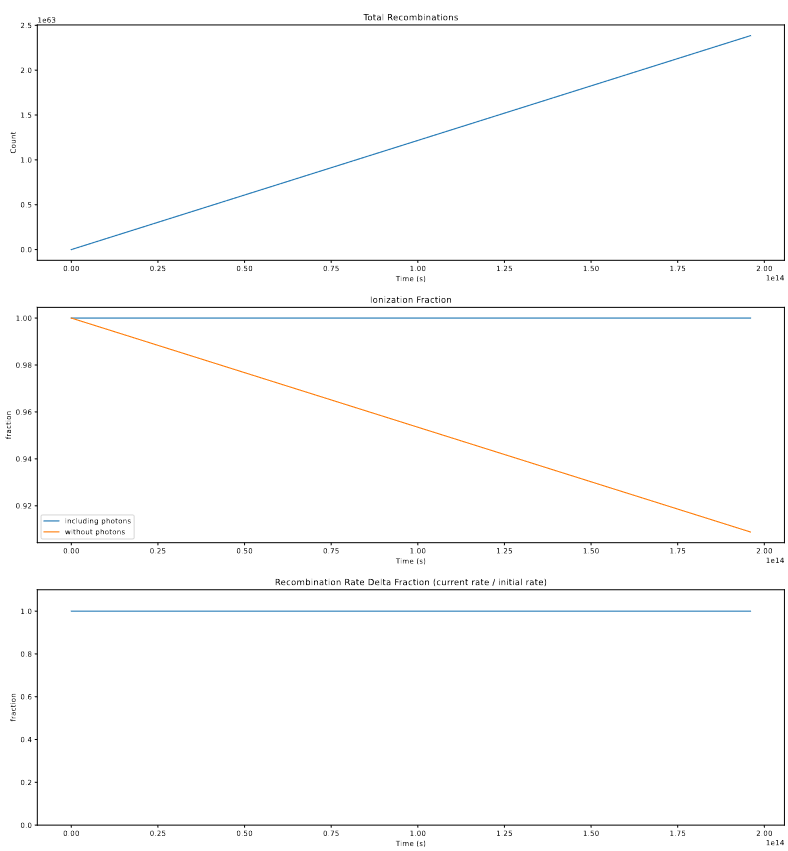 Total Recombinations
1e63
2.5
2.0
1.5
1.0
0.5
0.0
Count
0.00 0.25 0.50 0.75 1.00 1.25 1.50 1.75 2.00
Time (s)
1e14
Ionization Fraction
1.00
0.98
0.96
0.94
0.92
fraction
including photons
without photons
0.00 0.25 0.50 0.75 1.00 1.25 1.50 1.75 2.00
Time (s)
1e14
Recombination Rate Delta Fraction (current rate / initial rate)
1.0
0.8
0.6
0.4
0.2
0.0
fraction
0.00 0.25 0.50 0.75 1.00 1.25 1.50 1.75 2.00
Time (s)
1e14